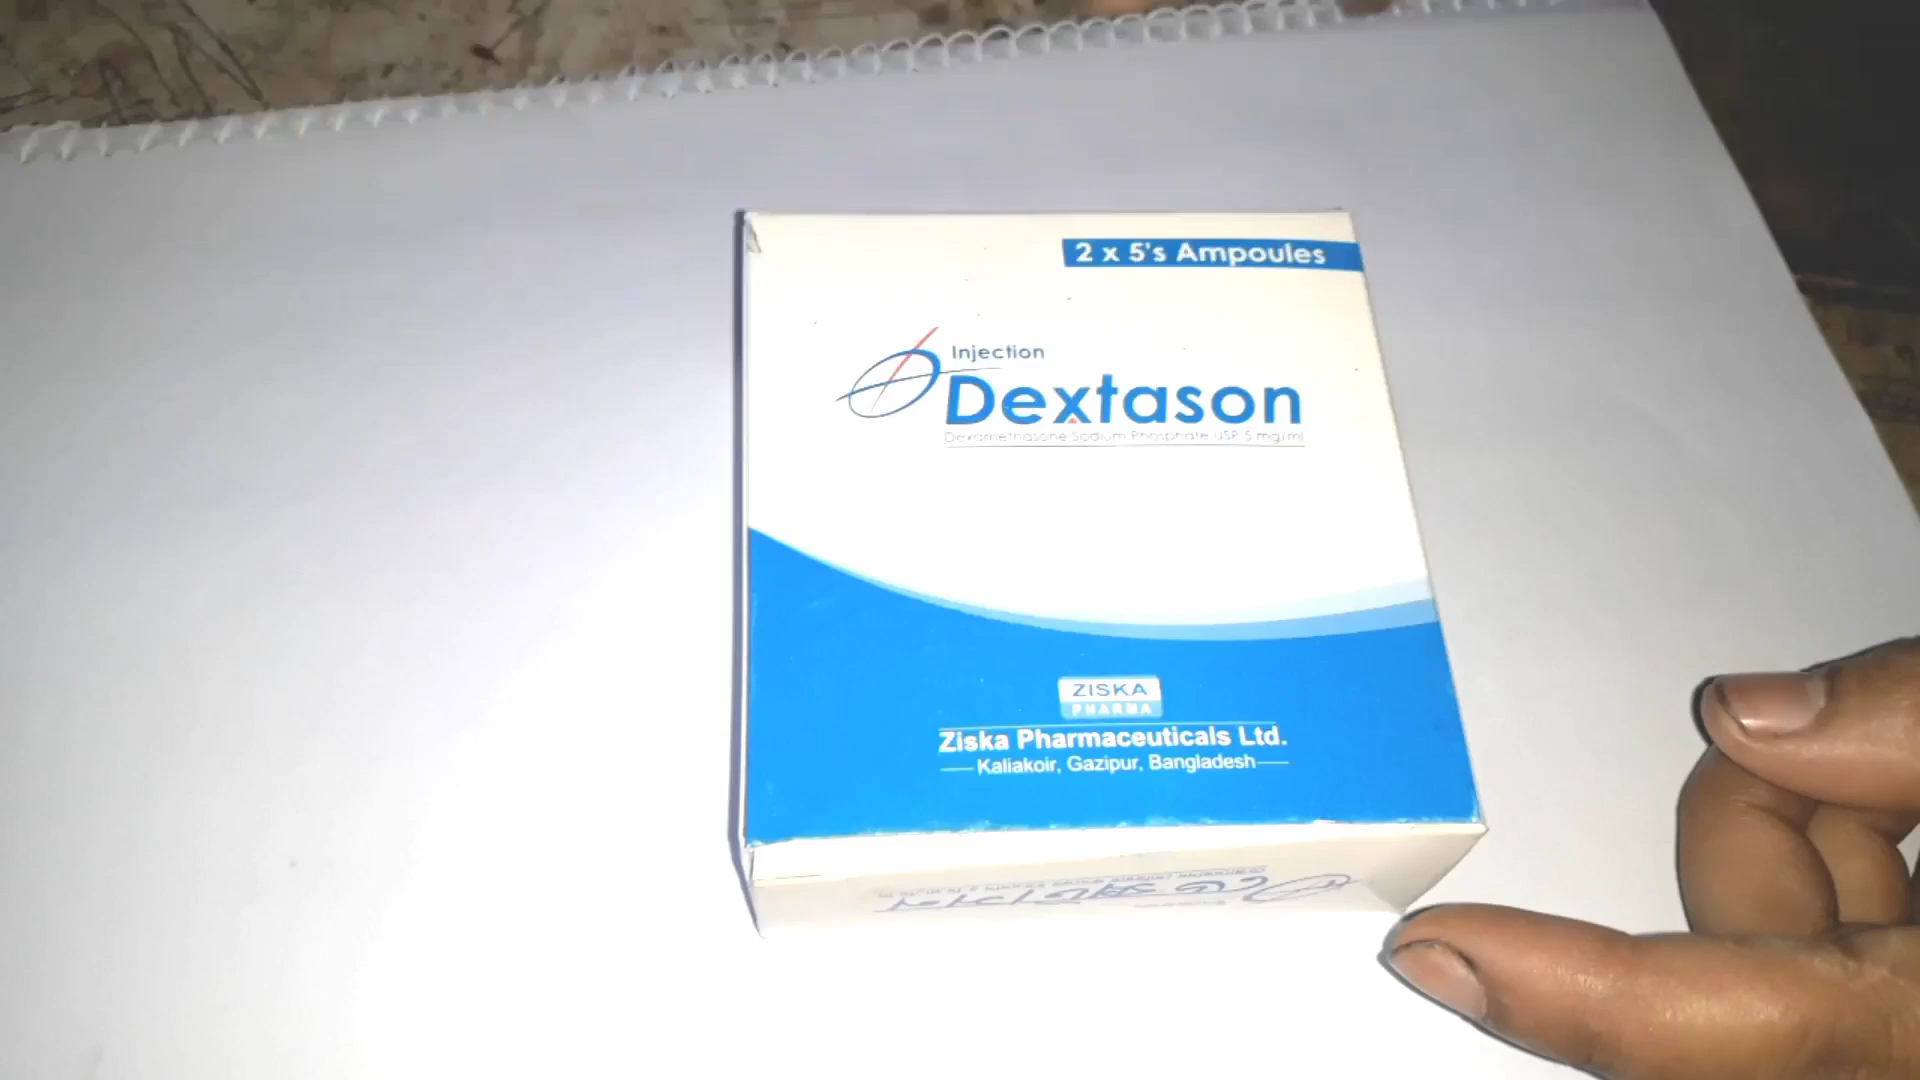 2 x 5's Ampoules
Injection
Dextason
Dexamethasone Sodium Phosphate USP 5 mg/ml
ZISKA
PHARMA
Ziska Pharmaceuticals Ltd.
Kaliakoir, Gazipur, Bangladesh